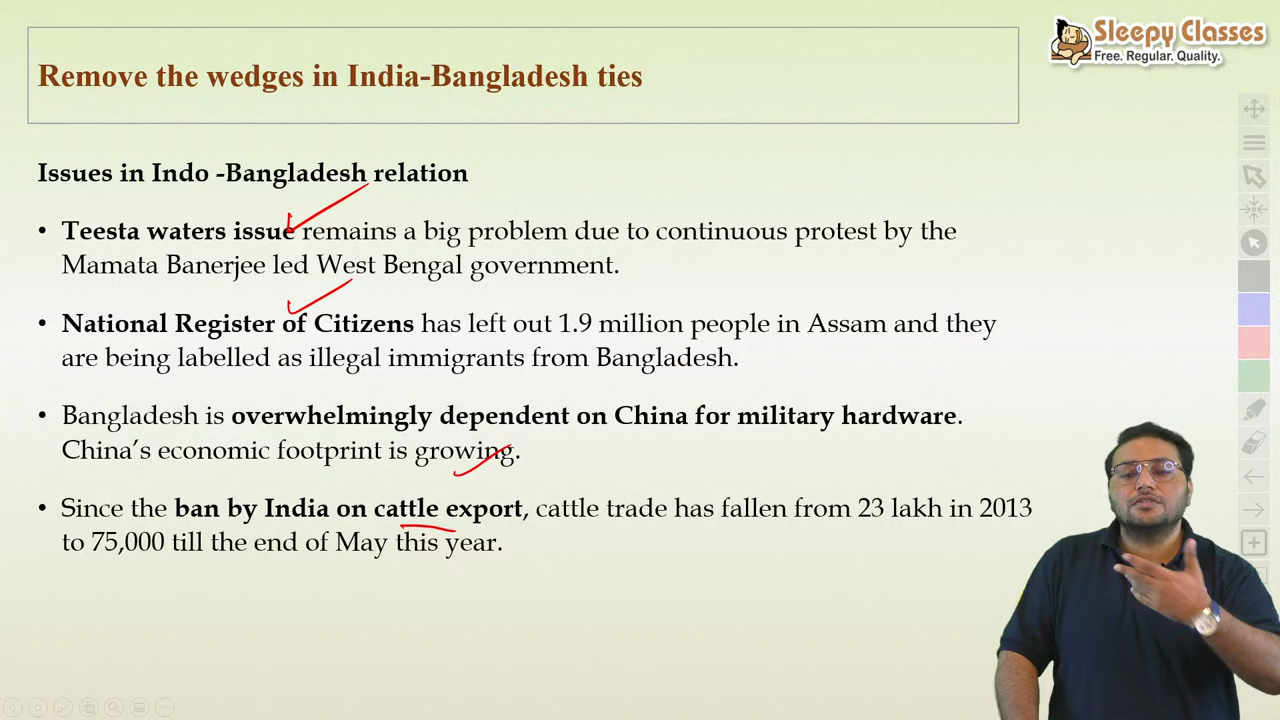 Sleepy Classes
Free. Regular. Quality.
Remove the wedges in India-Bangladesh ties
Issues in Indo -Bangladesh relation
• Teesta waters issue remains a big problem due to continuous protest by the
Mamata Banerjee led West Bengal government.
• National Register of Citizens has left out 1.9 million people in Assam and they
are being labelled as illegal immigrants from Bangladesh.
• Bangladesh is overwhelmingly dependent on China for military hardware.
China’s economic footprint is growing.
• Since the ban by India on cattle export, cattle trade has fallen from 23 lakh in 2013
to 75,000 till the end of May this year.